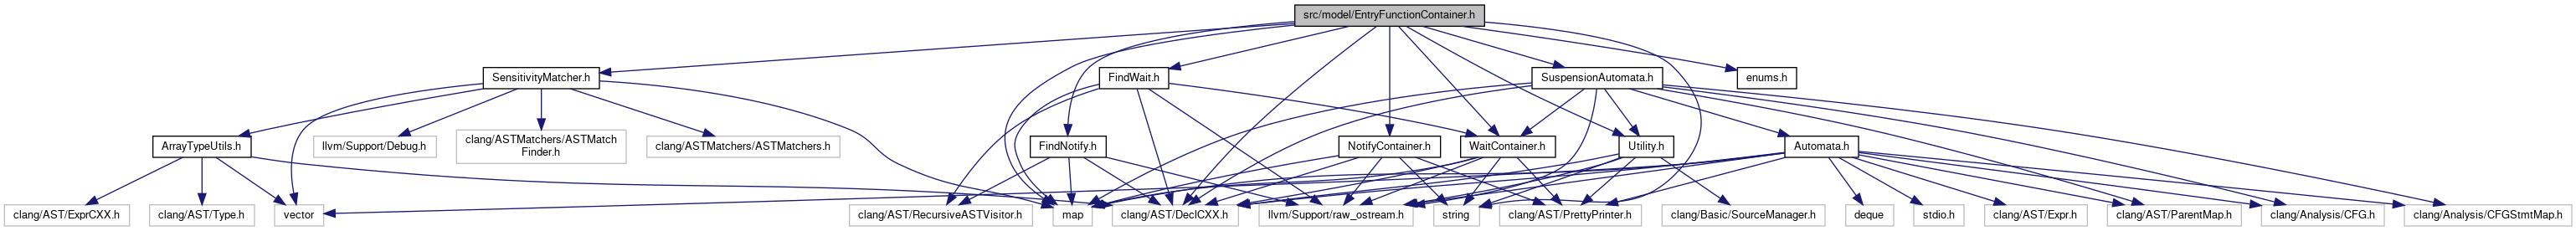 src/model/EntryFunctionContainer.h
SensitivityMatcher.h
FindWait.h
SuspensionAutomata.h
enums.h
ArrayTypeUtils.h
llvm/Support/Debug.h
clang/ASTMatchers/ASTMatch
Finder.h
clang/ASTMatchers/ASTMatchers.h
FindNotify.h
NotifyContainer.h
WaitContainer.h
Utility.h
Automata.h
clang/AST/ExprCXX.h
clang/AST/Type.h
vector
clang/AST/RecursiveASTVisitor.h
map
clang/AST/DeclCXX.h
llvm/Support/raw_ostream.h
string
clang/AST/PrettyPrinter.h
clang/Basic/SourceManager.h
deque
stdio.h
clang/AST/Expr.h
clang/AST/ParentMap.h
clang/Analysis/CFG.h
clang/Analysis/CFGStmtMap.h